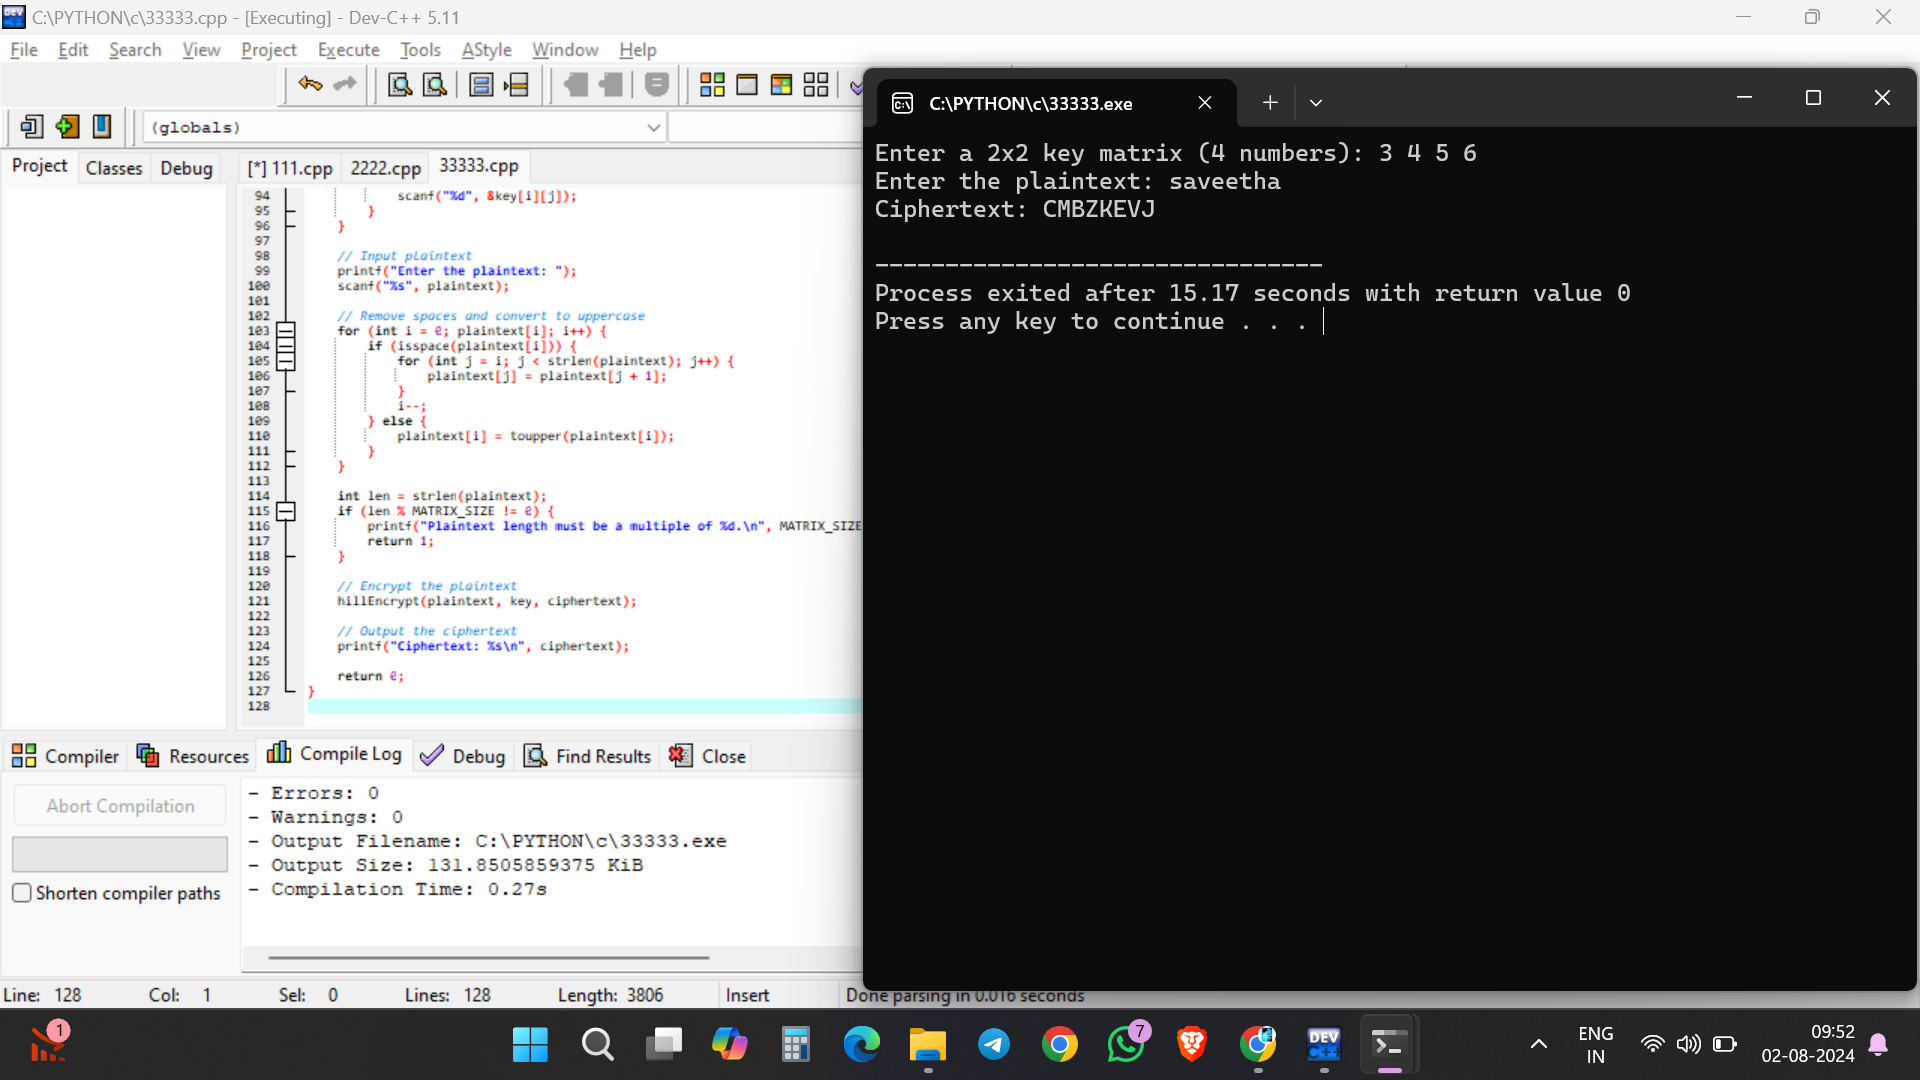 C:\PYTHON\c\33333.cpp - [Executing] - Dev-C++ 5.11
File Edit Search View Project Execute Tools AStyle Window Help
(globals)
Project Classes Debug
[*] 111.cpp 2222.cpp 33333.cpp
94 scanf("%d", &key[i][j]);
95 }
96 }
97
98 // Input plaintext
99 printf("Enter the plaintext: ");
100 scanf("%s", plaintext);
101
102 // Remove spaces and convert to uppercase
103 for (int i = 0; plaintext[i]; i++) {
104 if (isspace(plaintext[i])) {
105 for (int j = i; j < strlen(plaintext); j++) {
106 plaintext[j] = plaintext[j + 1];
107 }
108 i--;
109 } else {
110 plaintext[i] = toupper(plaintext[i]);
111 }
112 }
113
114 int len = strlen(plaintext);
115 if (len % MATRIX_SIZE != 0) {
116 printf("Plaintext length must be a multiple of %d.\n", MATRIX_SIZE
117 return 1;
118 }
119
120 // Encrypt the plaintext
121 hillEncrypt(plaintext, key, ciphertext);
122
123 // Output the ciphertext
124 printf("Ciphertext: %s\n", ciphertext);
125
126 return 0;
127 }
128
C:\PYTHON\c\33333.exe
Enter a 2x2 key matrix (4 numbers): 3 4 5 6
Enter the plaintext: saveetha
Ciphertext: CMBZKEVJ
--------------------------------
Process exited after 15.17 seconds with return value 0
Press any key to continue . . .
Compiler Resources Compile Log Debug Find Results Close
Abort Compilation
Shorten compiler paths
- Errors: 0
- Warnings: 0
- Output Filename: C:\PYTHON\c\33333.exe
- Output Size: 131.8505859375 KiB
- Compilation Time: 0.27s
Line: 128 Col: 1 Sel: 0 Lines: 128 Length: 3806 Insert Done parsing in 0.016 seconds
1
7
DEV
C++
ENG
IN
09:52
02-08-2024